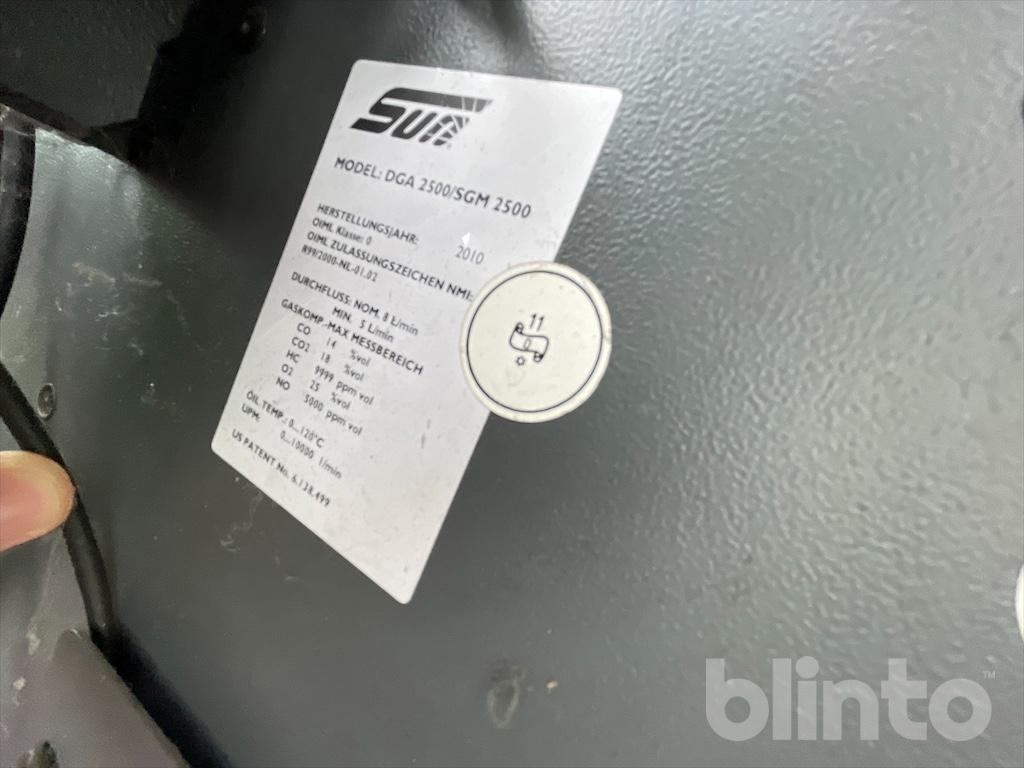 Sun
MODEL: DGA 2500/SGM 2500
HERSTELLUNGSJAHR: 2010
OIML Klasse: 0
OIML ZULASSUNGSZEICHEN NMI:
R99/2000-NL-01.02
DURCHFLUSS: NOM. 8 L/min
MIN. 5 L/min
GASKOMP. MAX MESSBEREICH
CO 14 %vol
CO2 18 %vol
HC 9999 ppm vol
O2 25 %vol
NO 5000 ppm vol
ÖIL TEMP.: 0...120°C
UPM: 0...10000 1/min
US PATENT No. 6,138,499
11
0
blinto™